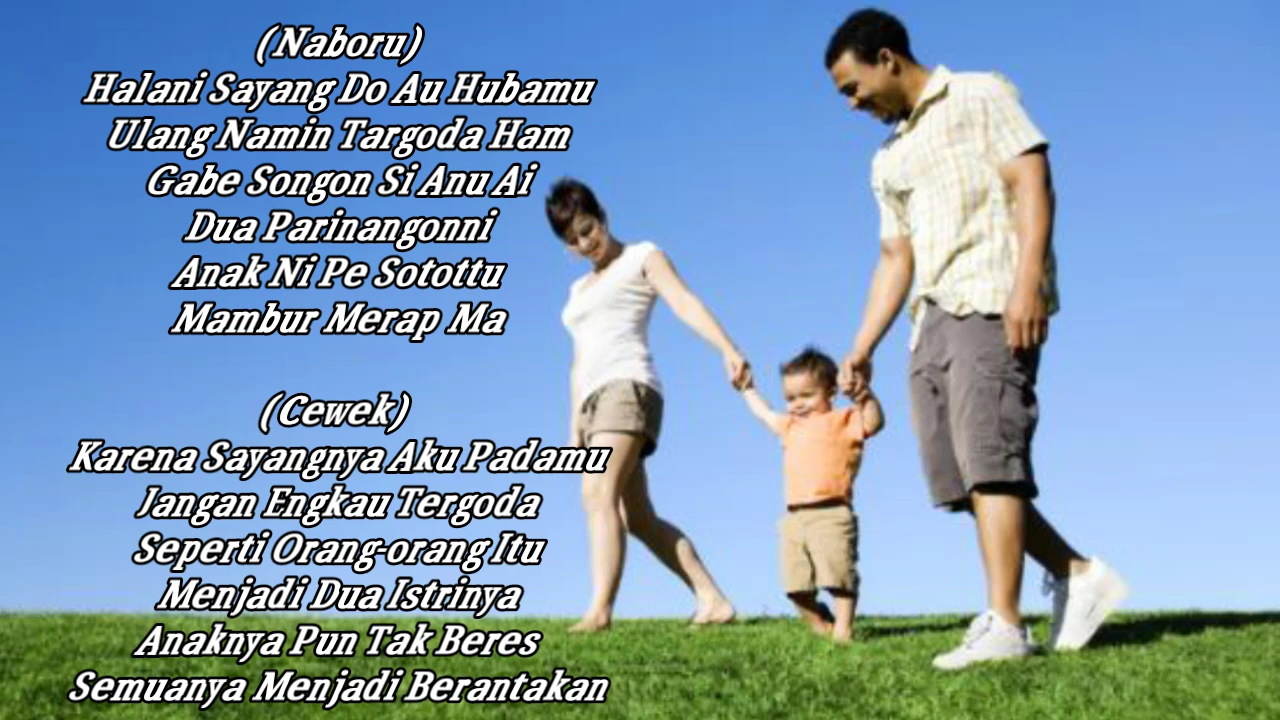 (Naboru)
Halani Sayang Do Au Hubamu
Ulang Namin Targoda Ham
Gabe Songon Si Anu Ai
Dua Parinangonni
Anak Ni Pe Sotottu
Mambur Merap Ma
(Cewek)
Karena Sayangnya Aku Padamu
Jangan Engkau Tergoda
Seperti Orang-orang Itu
Menjadi Dua Istrinya
Anaknya Pun Tak Beres
Semuanya Menjadi Berantakan